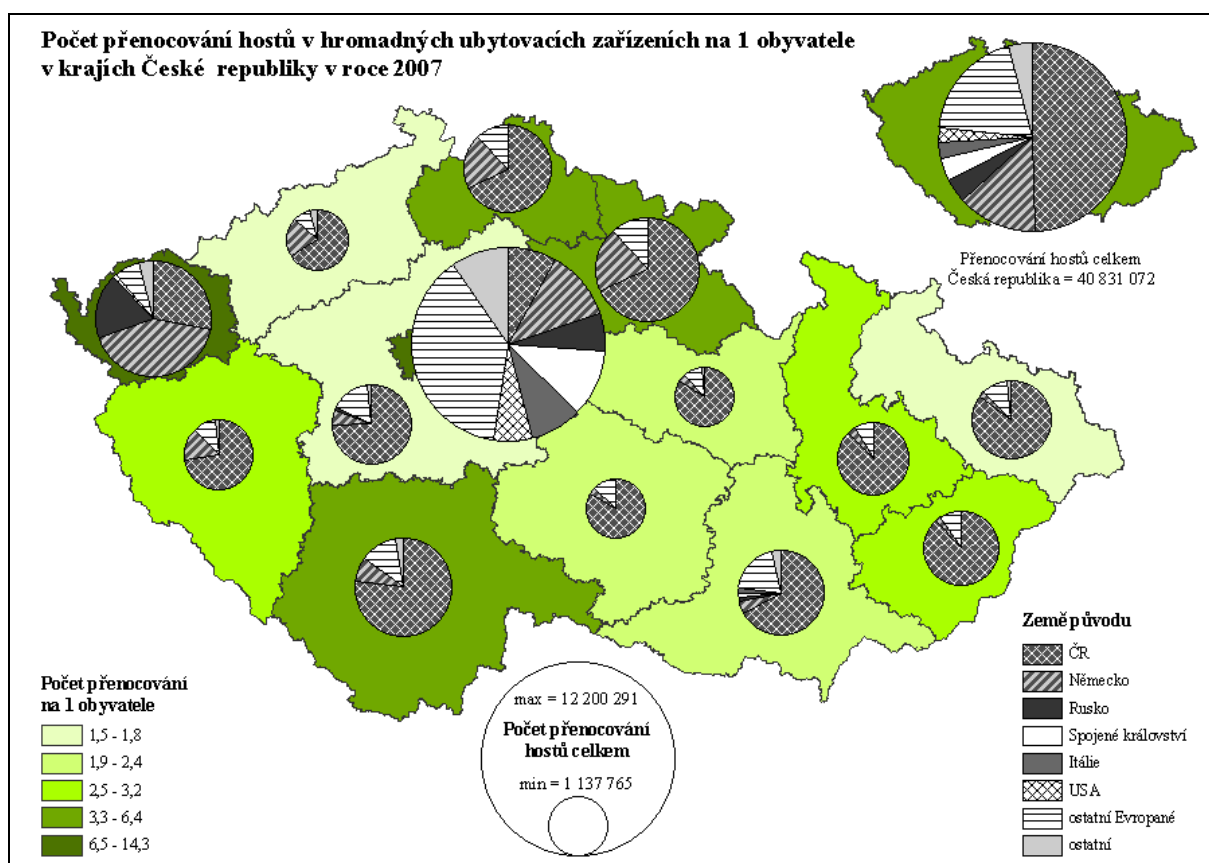 Počet přenocování hostů v hromadných ubytovacích zařízeních na 1 obyvatele
v krajích České republiky v roce 2007
Přenocování hostů celkem
Česká republika = 40 831 072
Počet přenocování
na 1 obyvatele
1,5 - 1,8
1,9 - 2,4
2,5 - 3,2
3,3 - 6,4
6,5 - 14,3
max = 12 200 291
Počet přenocování
hostů celkem
min = 1 137 765
Země původu
ČR
Německo
Rusko
Spojené království
Itálie
USA
ostatní Evropané
ostatní